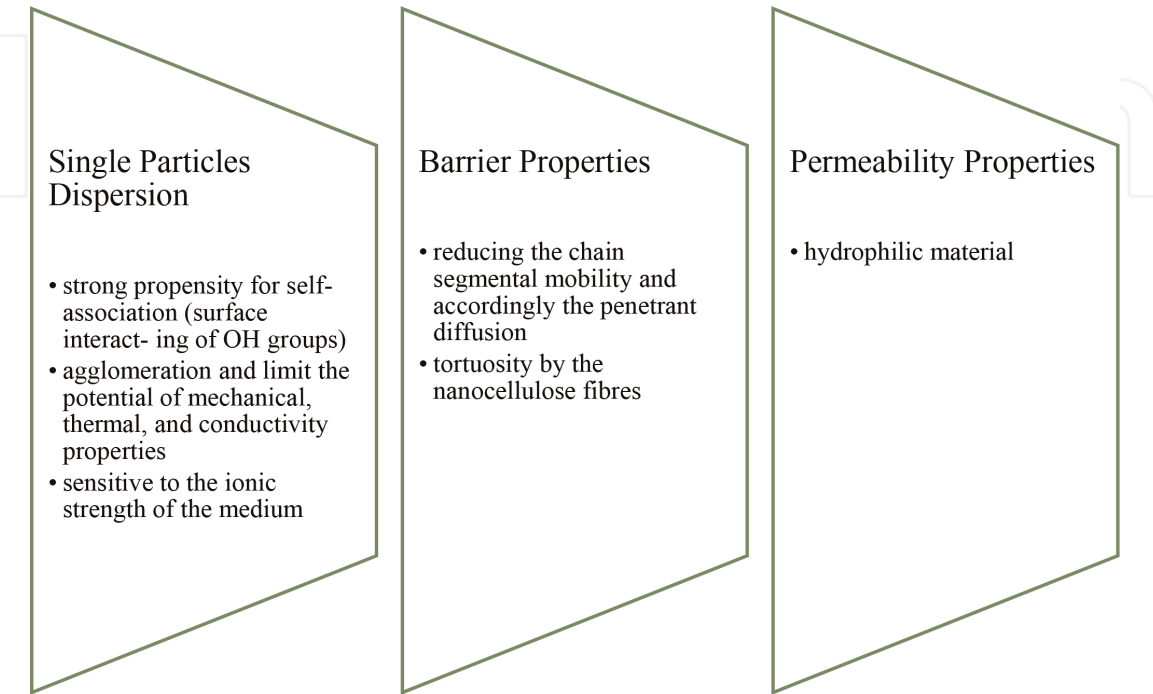 Single Particles
Dispersion
• strong propensity for self-
association (surface
interact- ing of OH groups)
• agglomeration and limit the
potential of mechanical,
thermal, and conductivity
properties
• sensitive to the ionic
strength of the medium
Barrier Properties
• reducing the chain
segmental mobility and
accordingly the penetrant
diffusion
• tortuosity by the
nanocellulose fibres
Permeability Properties
• hydrophilic material